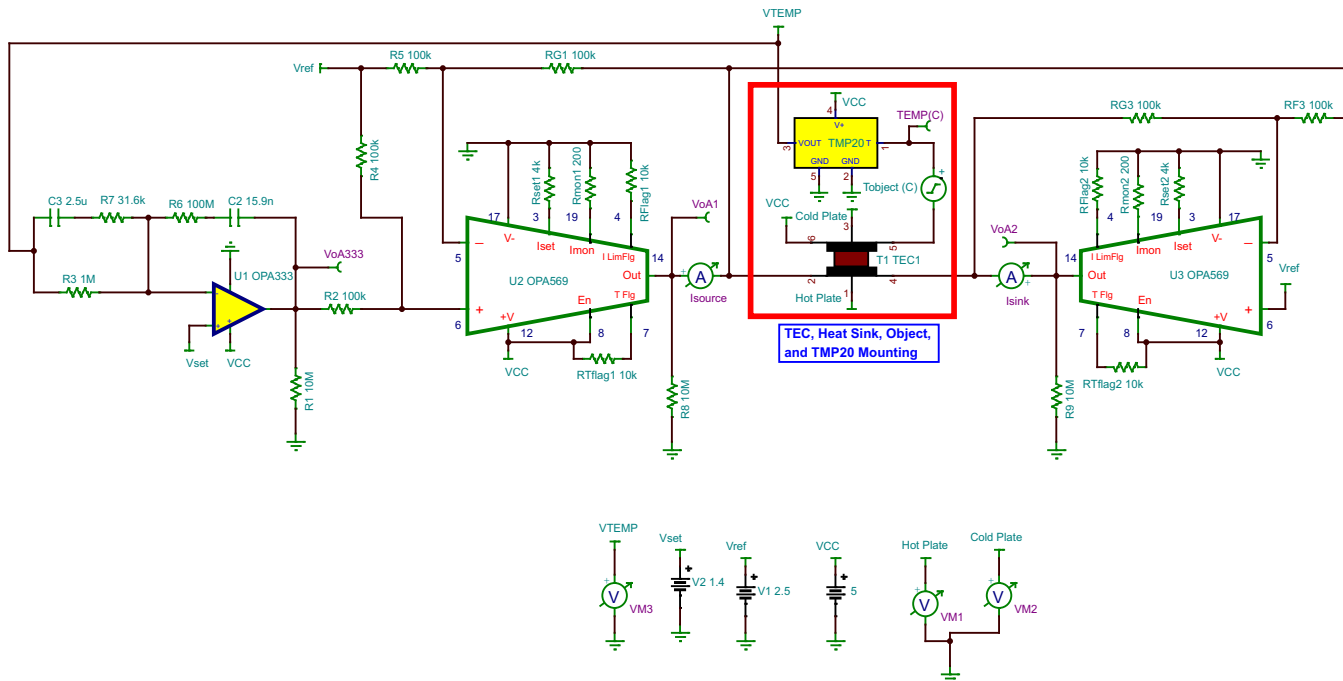 VTEMP
R5 100k
RG1 100k
Vref
VCC
4
V+
TEMP(C)
TMP20
VOUT
T
3
1
GND
GND
5
2
Tobject (C)
RG3 100k
RF3 100k
R4 100k
Rset1 4k
Rmon1 200
RFlag1 10k
RFlag2 10k
Rmon2 200
Rset2 4k
C3 2.5u
R7 31.6k
R6 100M
C2 15.9n
17
3
19
4
V-
Iset
Imon
I LimFlg
VoA1
VCC
Cold Plate
3
6
5
T1 TEC1
VoA2
4
19
3
17
I LimFlg
Imon
Iset
V-
VoA333
U1 OPA333
5
14
U2 OPA569
Out
A
Isource
2
4
A
Isink
14
Out
U3 OPA569
5
Vref
R3 1M
R2 100k
En
T Flg
+V
6
12
8
7
Hot Plate
1
T Flg
En
+V
7
8
12
6
TEC, Heat Sink, Object,
and TMP20 Mounting
Vset
VCC
VCC
RTflag1 10k
RTflag2 10k
VCC
R1 10M
R8 10M
R9 10M
VTEMP
V
VM3
Vset
V2 1.4
Vref
V1 2.5
VCC
5
Hot Plate
V
VM1
Cold Plate
V
VM2